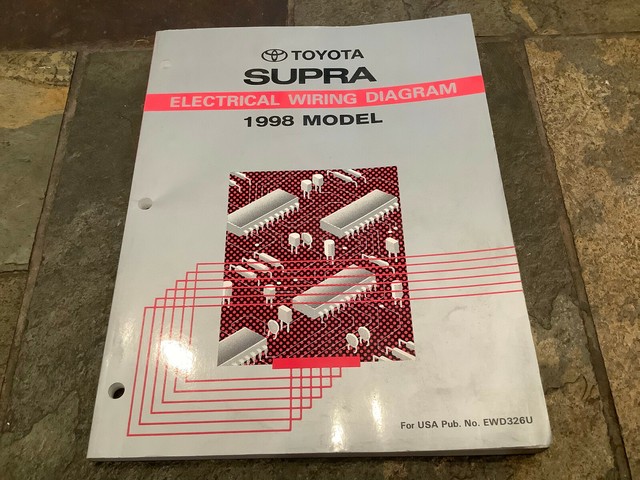 TOYOTA
SUPRA
ELECTRICAL WIRING DIAGRAM
1998 MODEL
For USA Pub. No. EWD326U